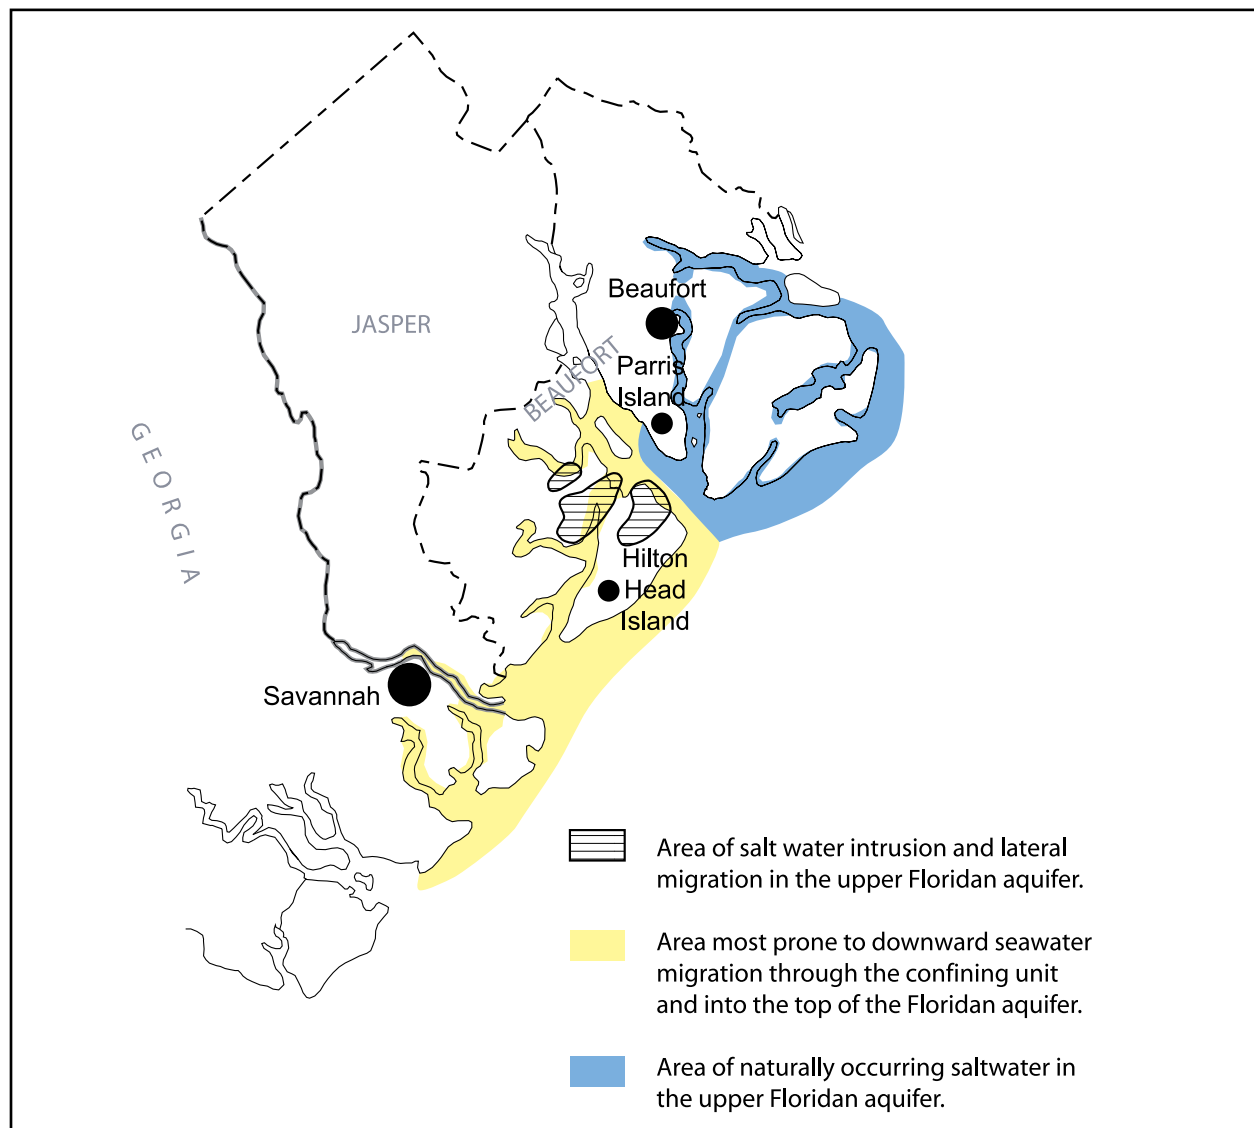 Beaufort
JASPER
BEAUFORT
Parris
Island
GEORGIA
Hilton
Head
Island
Savannah
Area of salt water intrusion and lateral
migration in the upper Floridan aquifer.
Area most prone to downward seawater
migration through the confining unit
and into the top of the Floridan aquifer.
Area of naturally occurring saltwater in
the upper Floridan aquifer.